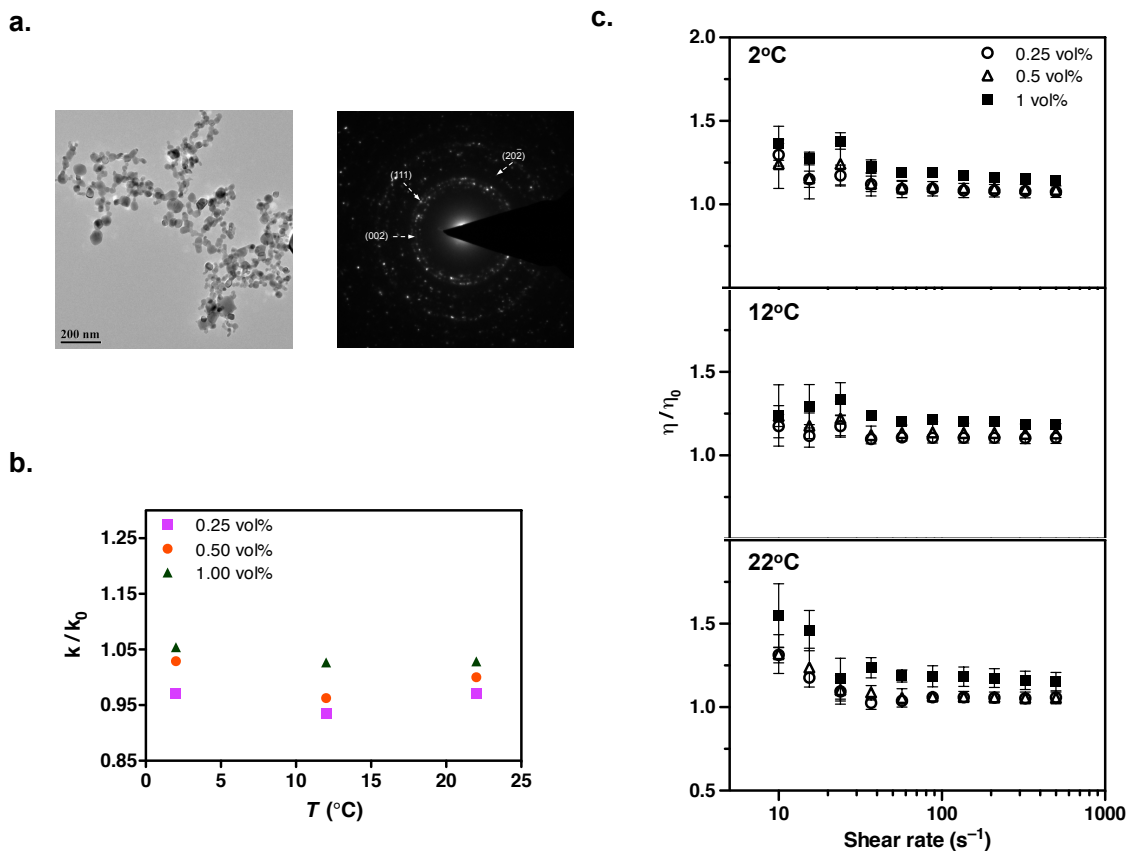 a.
200 nm
(111)
(202̄)
(002)
b.
k / k₀
1.25
1.15
1.05
0.95
0.85
0.25 vol%
0.50 vol%
1.00 vol%
0 5 10 15 20 25
T (°C)
c.
2°C
0.25 vol%
0.5 vol%
1 vol%
2.0
1.5
1.0
12°C
η/η₀
1.5
1.0
22°C
1.5
1.0
0.5
10 100 1000
Shear rate (s⁻¹)